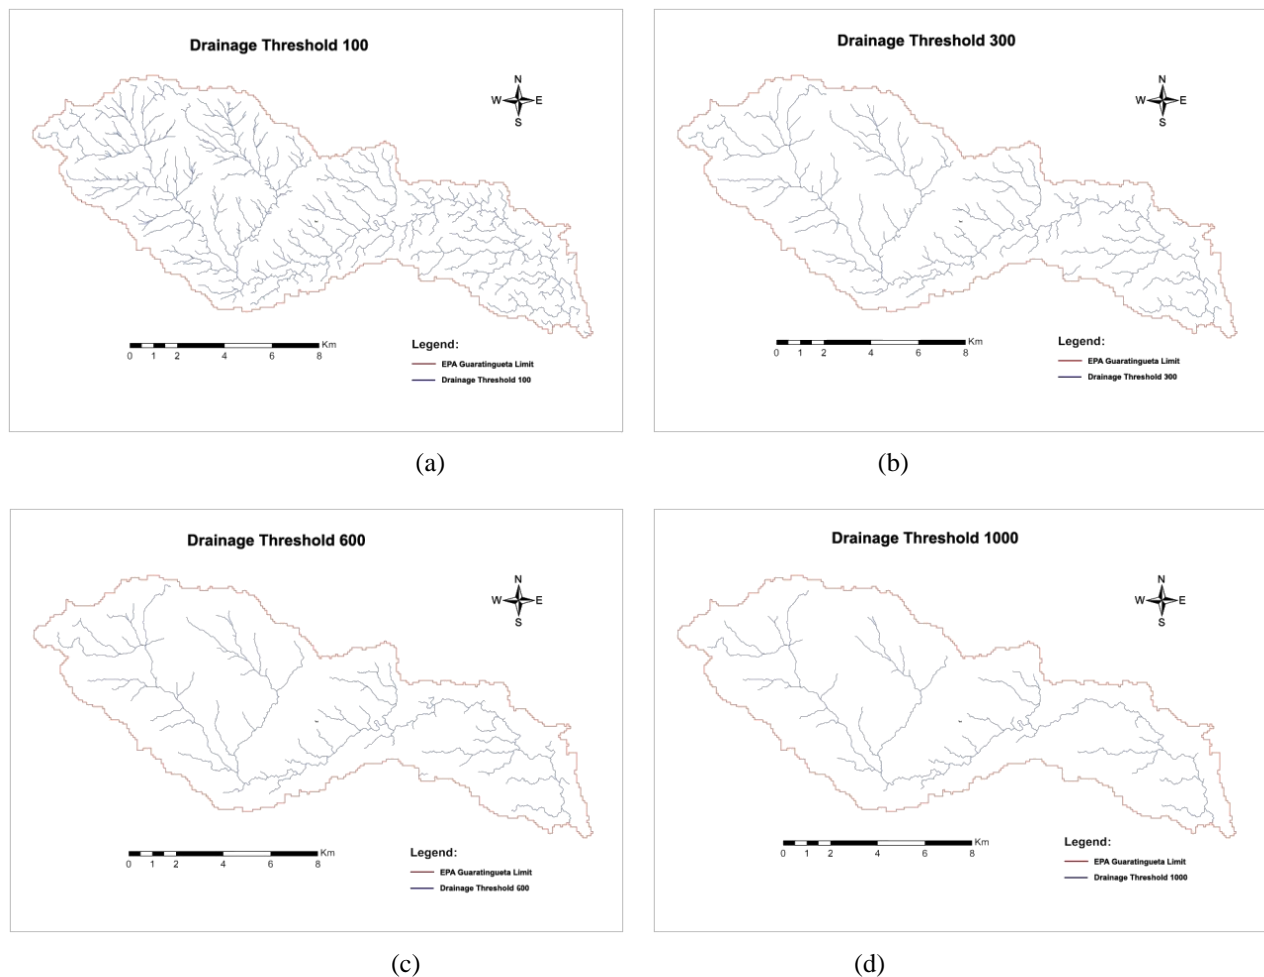 Drainage Threshold 100
N
W E
S
0 1 2 4 6 8 Km
Legend:
EPA Guaratingueta Limit
Drainage Threshold 100
(a)
Drainage Threshold 300
N
W E
S
0 1 2 4 6 8 Km
Legend:
EPA Guaratingueta Limit
Drainage Threshold 300
(b)
Drainage Threshold 600
N
W E
S
0 1 2 4 6 8 Km
Legend:
EPA Guaratingueta Limit
Drainage Threshold 600
(c)
Drainage Threshold 1000
N
W E
S
0 1 2 4 6 8 Km
Legend:
EPA Guaratingueta Limit
Drainage Threshold 1000
(d)